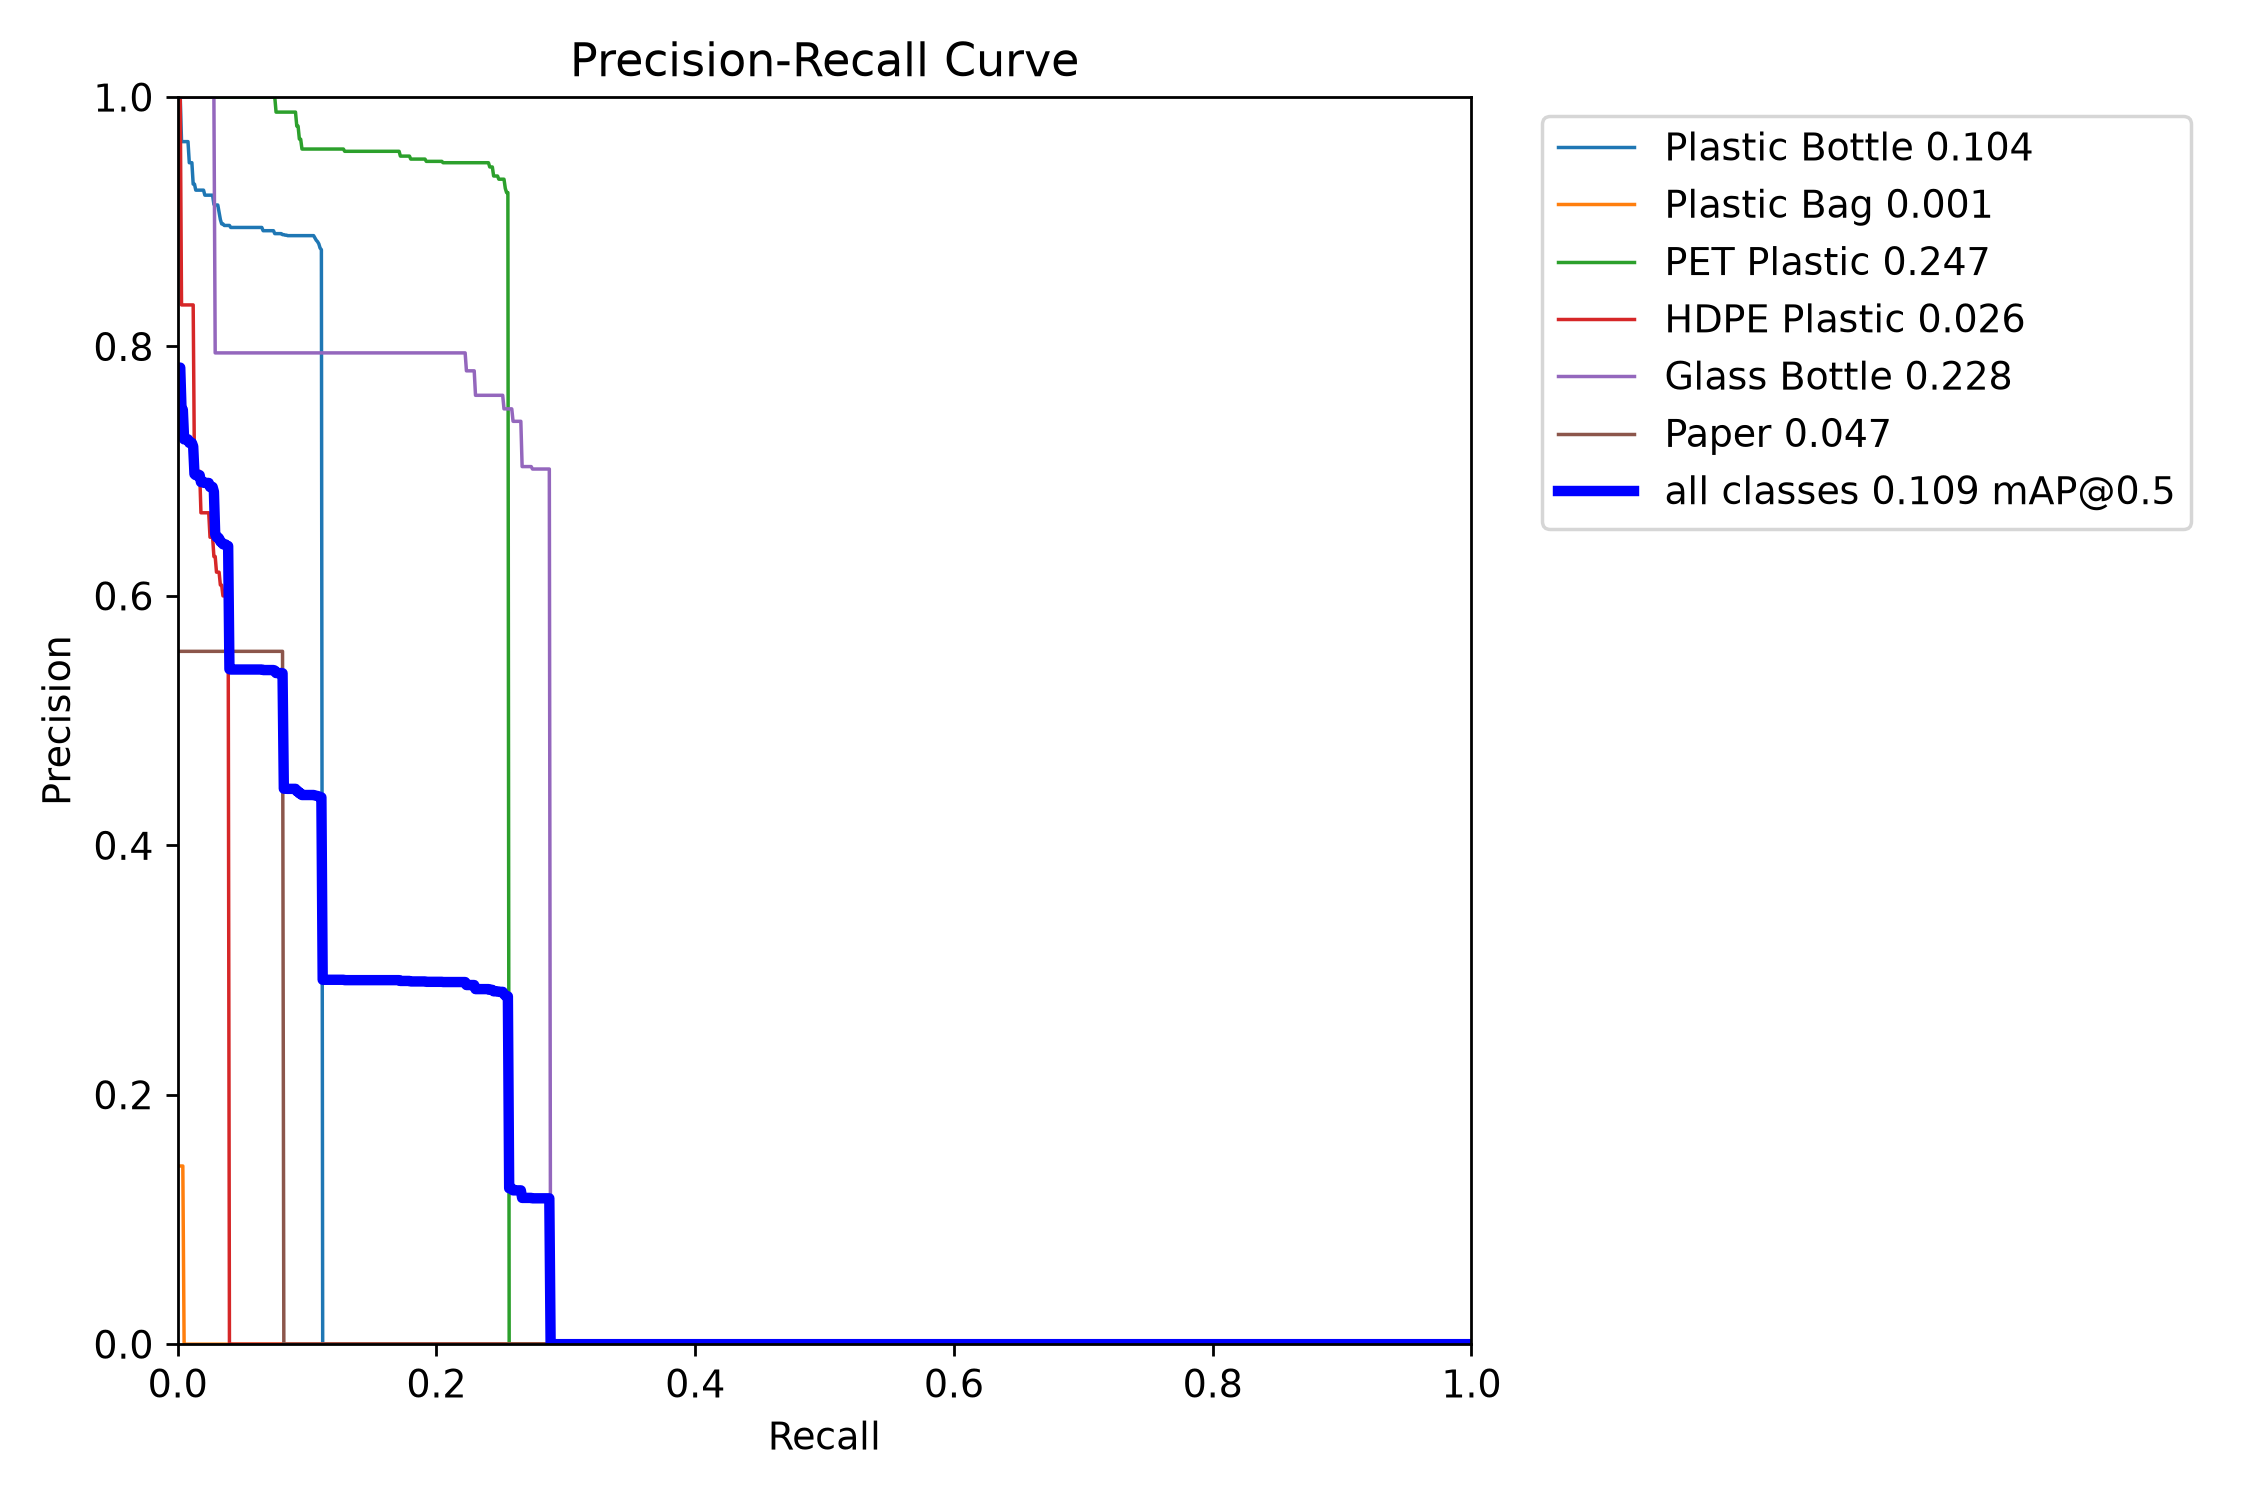 Precision-Recall Curve
1.0
0.8
0.6
0.4
0.2
0.0
Precision
0.0 0.2 0.4 0.6 0.8 1.0
Recall
Plastic Bottle 0.104
Plastic Bag 0.001
PET Plastic 0.247
HDPE Plastic 0.026
Glass Bottle 0.228
Paper 0.047
all classes 0.109 mAP@0.5